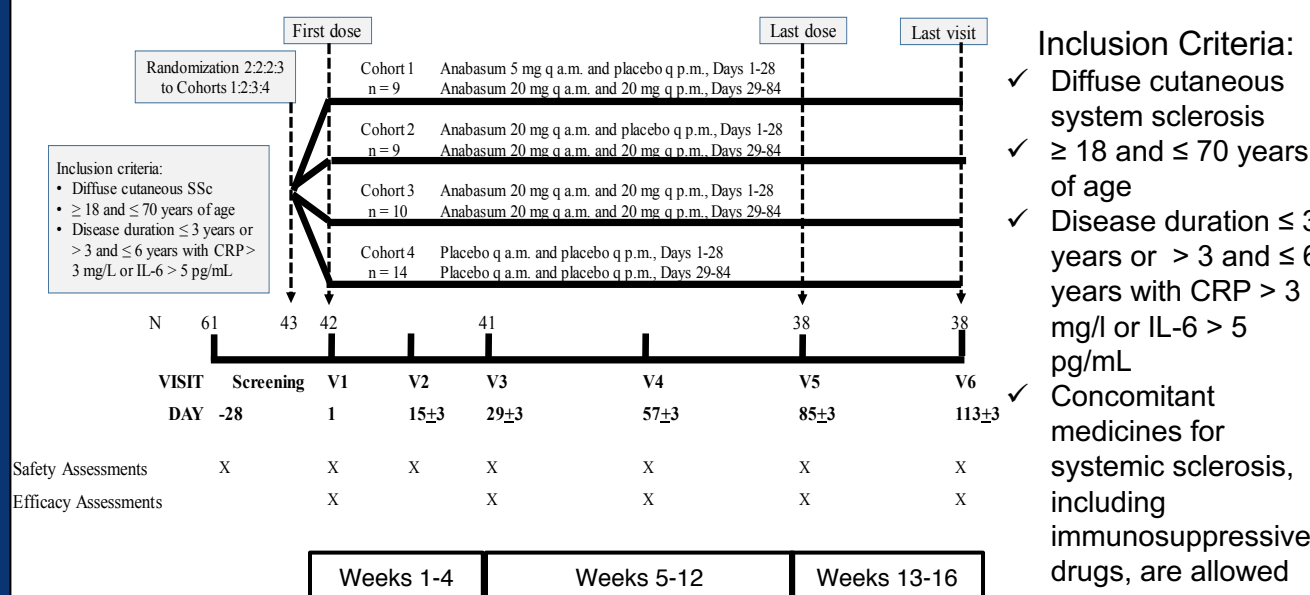 First dose
Last dose
Last visit
Randomization 2:2:2:3
to Cohorts 1:2:3:4
Cohort 1 Anabasum 5 mg q a.m. and placebo q p.m., Days 1-28
n = 9 Anabasum 20 mg q a.m. and 20 mg q p.m., Days 29-84
Cohort 2 Anabasum 20 mg q a.m. and placebo q p.m., Days 1-28
n = 9 Anabasum 20 mg q a.m. and 20 mg q p.m., Days 29-84
Cohort 3 Anabasum 20 mg q a.m. and 20 mg q p.m., Days 1-28
n = 10 Anabasum 20 mg q a.m. and 20 mg q p.m., Days 29-84
Cohort 4 Placebo q a.m. and placebo q p.m., Days 1-28
n = 14 Placebo q a.m. and placebo q p.m., Days 29-84
Inclusion criteria:
• Diffuse cutaneous SSc
• ≥ 18 and ≤ 70 years of age
• Disease duration ≤ 3 years or
> 3 and ≤ 6 years with CRP >
3 mg/L or IL-6 > 5 pg/mL
N 61 43 42 41 38 38
VISIT Screening V1 V2 V3 V4 V5 V6
DAY -28 1 15±3 29±3 57±3 85±3 113±3
Safety Assessments X X X X X X X
Efficacy Assessments X X X X X
Weeks 1-4 Weeks 5-12 Weeks 13-16
Inclusion Criteria:
✓ Diffuse cutaneous
system sclerosis
✓ ≥ 18 and ≤ 70 years
of age
✓ Disease duration ≤ 3
years or > 3 and ≤ 6
years with CRP > 3
mg/l or IL-6 > 5
pg/mL
✓ Concomitant
medicines for
systemic sclerosis,
including
immunosuppressive
drugs, are allowed